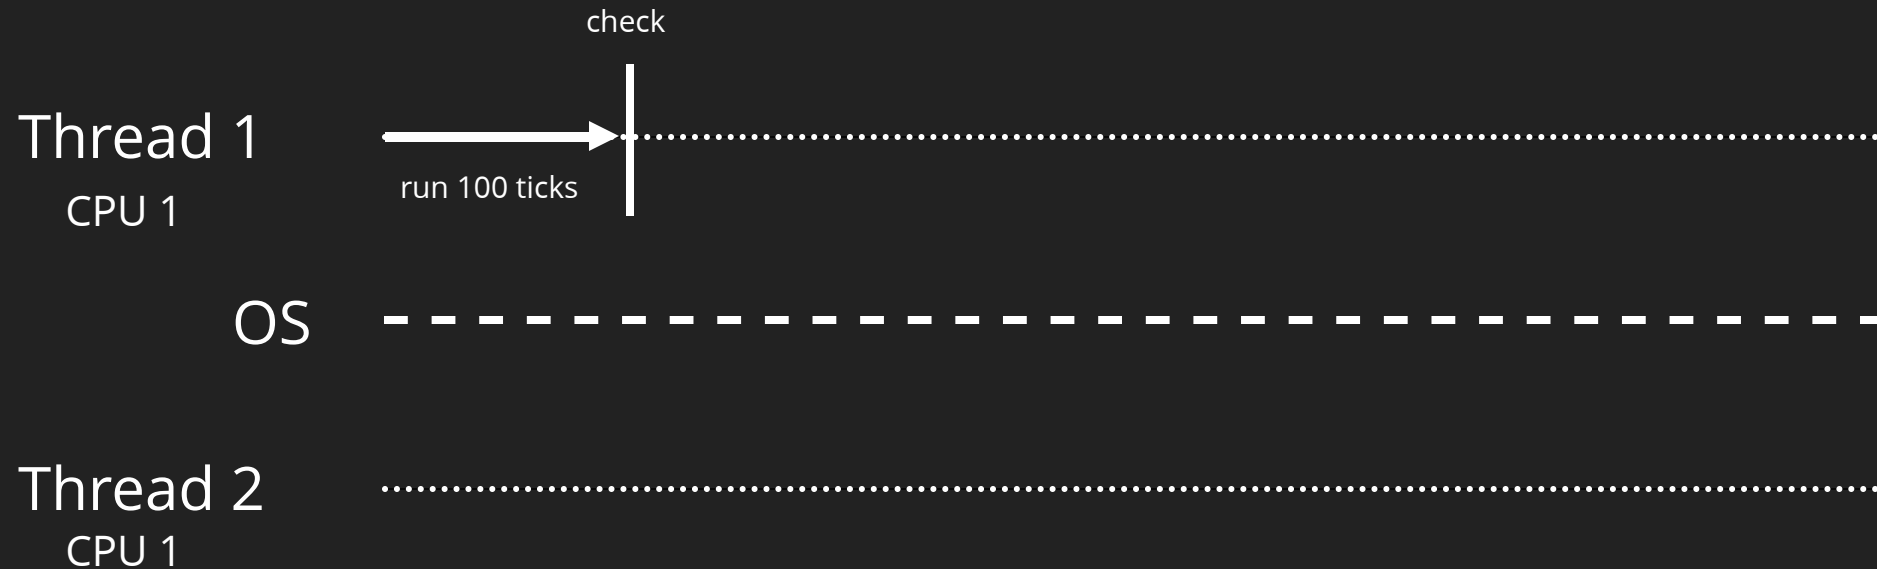 check
Thread 1
run 100 ticks
CPU 1
OS
Thread 2
CPU 1